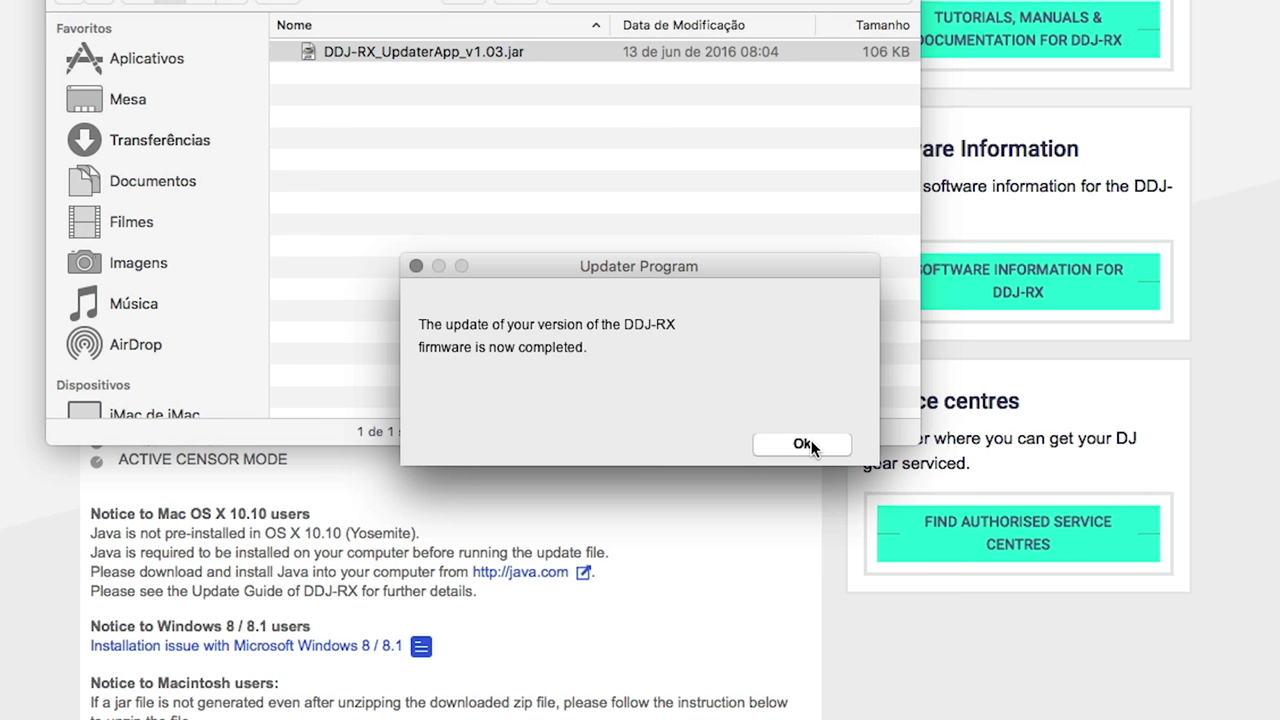 Favoritos
Aplicativos
Mesa
Transferências
Documentos
Filmes
Imagens
Música
AirDrop
Dispositivos
iMac de iMac
Nome
Data de Modificação
Tamanho
DDJ-RX_UpdaterApp_v1.03.jar
13 de jun de 2016 08:04
106 KB
1 de 1
Updater Program
The update of your version of the DDJ-RX
firmware is now completed.
Ok
ACTIVE CENSOR MODE
Notice to Mac OS X 10.10 users
Java is not pre-installed in OS X 10.10 (Yosemite).
Java is required to be installed on your computer before running the update file.
Please download and install Java into your computer from http://java.com
Please see the Update Guide of DDJ-RX for further details.
Notice to Windows 8 / 8.1 users
Installation issue with Microsoft Windows 8 / 8.1
Notice to Macintosh users:
If a jar file is not generated even after unzipping the downloaded zip file, please follow the instruction below
to unzip the file.
TUTORIALS, MANUALS &
DOCUMENTATION FOR DDJ-RX
are Information
software information for the DDJ-
SOFTWARE INFORMATION FOR
DDJ-RX
ce centres
er where you can get your DJ
gear serviced.
FIND AUTHORISED SERVICE
CENTRES